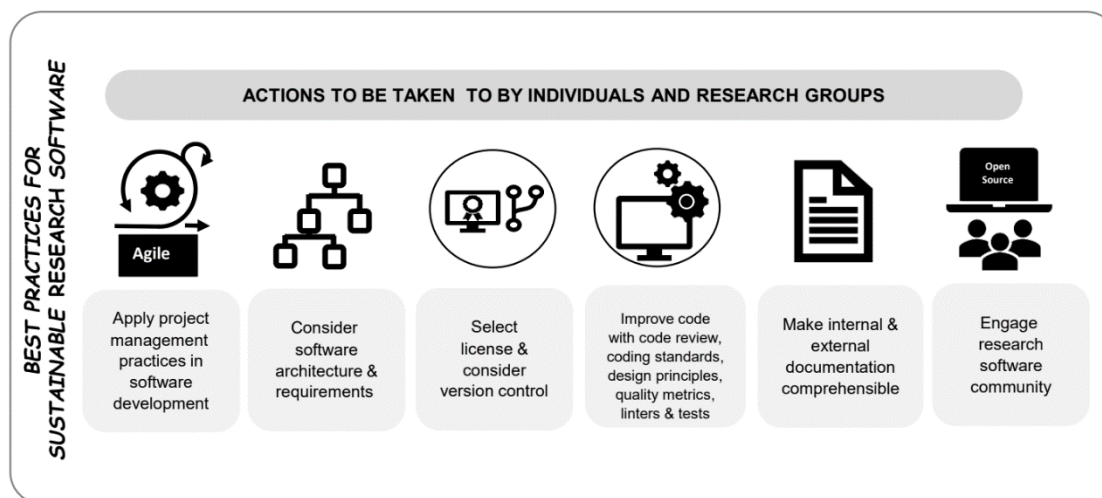 BEST PRACTICES FOR
SUSTAINABLE RESEARCH SOFTWARE
ACTIONS TO BE TAKEN TO BY INDIVIDUALS AND RESEARCH GROUPS
Agile
Open
Source
Apply project
management
practices in
software
development
Consider
software
architecture &
requirements
Select
license &
consider
version control
Improve code
with code review,
coding standards,
design principles,
quality metrics,
linters & tests
Make internal &
external
documentation
comprehensible
Engage
research
software
community